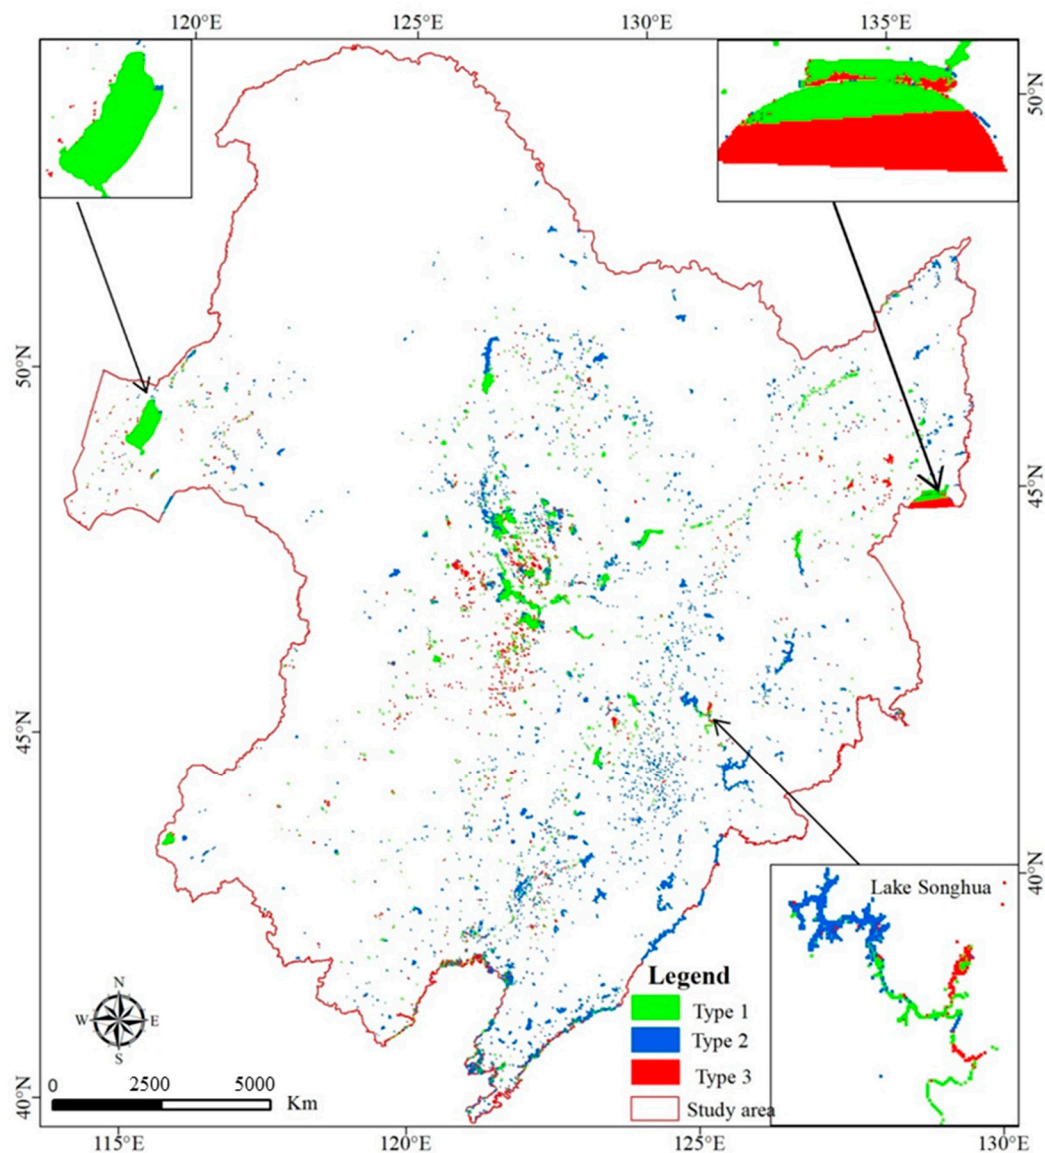 120°E 125°E 130°E 135°E
50°N
50°N
45°N
45°N
40°N
40°N
Lake Songhua
Legend
Type 1
Type 2
Type 3
Study area
N
W E
S
0 2500 5000
Km
115°E 120°E 125°E 130°E